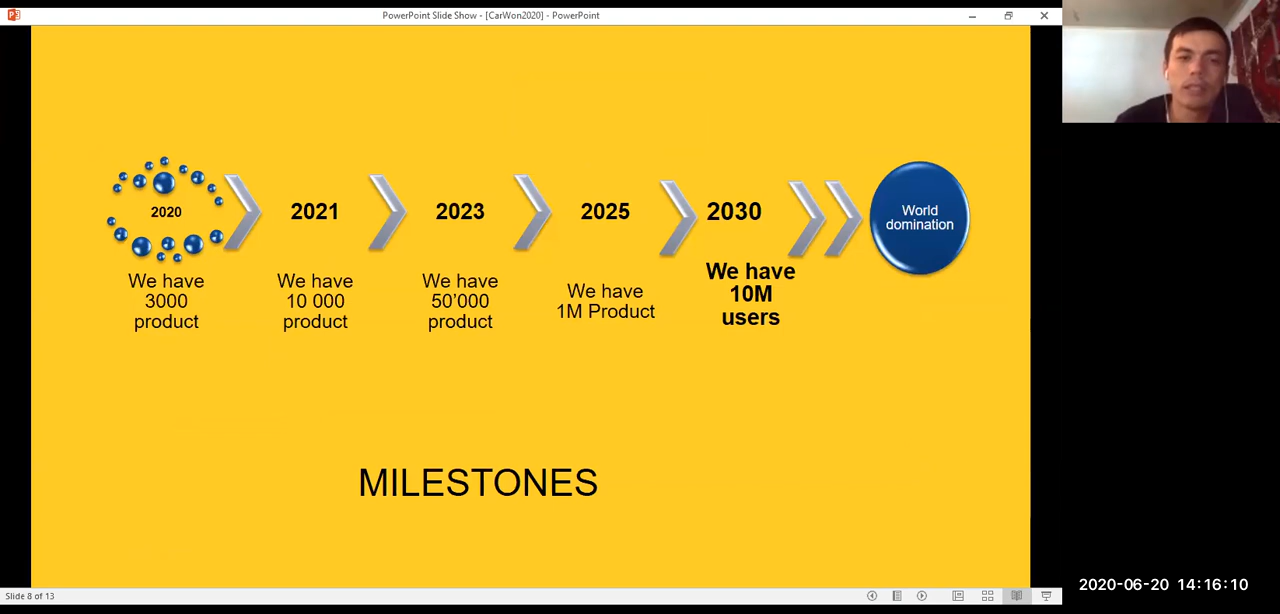 PowerPoint Slide Show - [CarWon2020] - PowerPoint
2020
2021
2023
2025
2030
World
domination
We have
3000
product
We have
10 000
product
We have
50'000
product
We have
1M Product
We have
10M
users
MILESTONES
Slide 8 of 13
2020-06-20 14:16:10